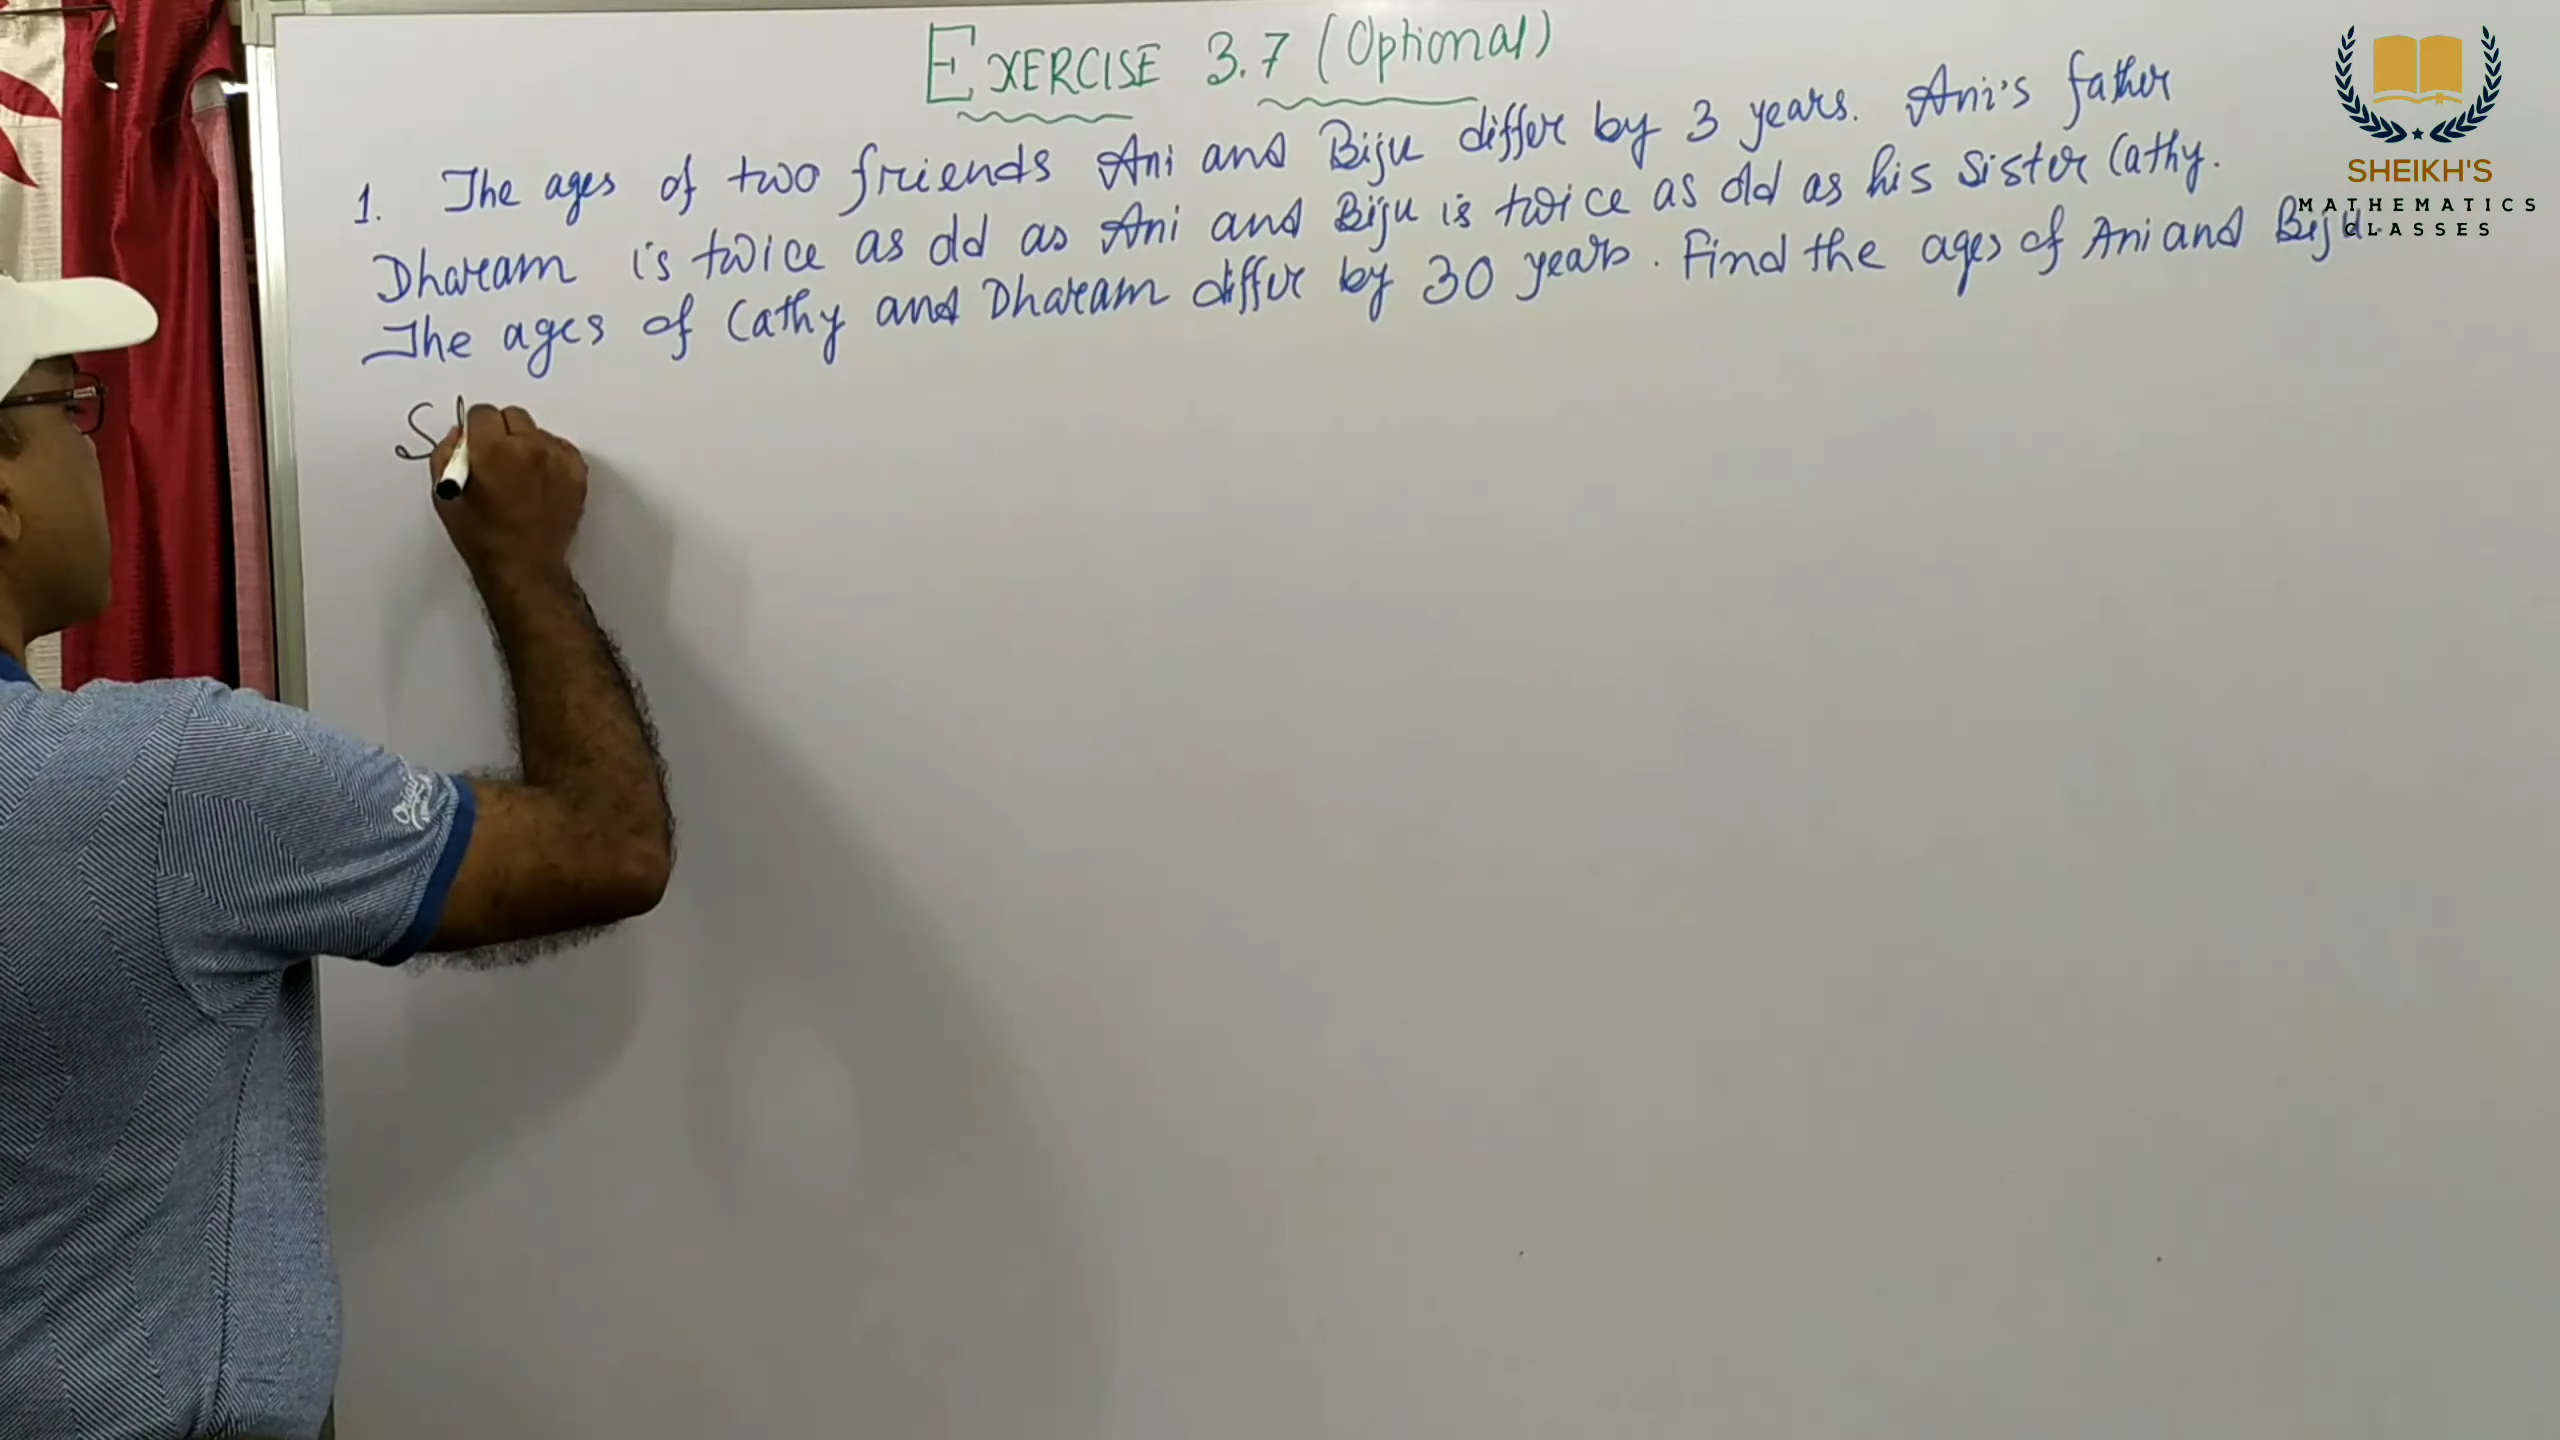 EXERCISE 3.7 (Optional)
1. The ages of two friends Ani and Biju differ by 3 years. Ani's father
Dharam is twice as old as Ani and Biju is twice as old as his sister Cathy.
The ages of Cathy and Dharam differ by 30 years. Find the ages of Ani and Biju.
S
SHEIKH'S
MATHEMATICS
CLASSES